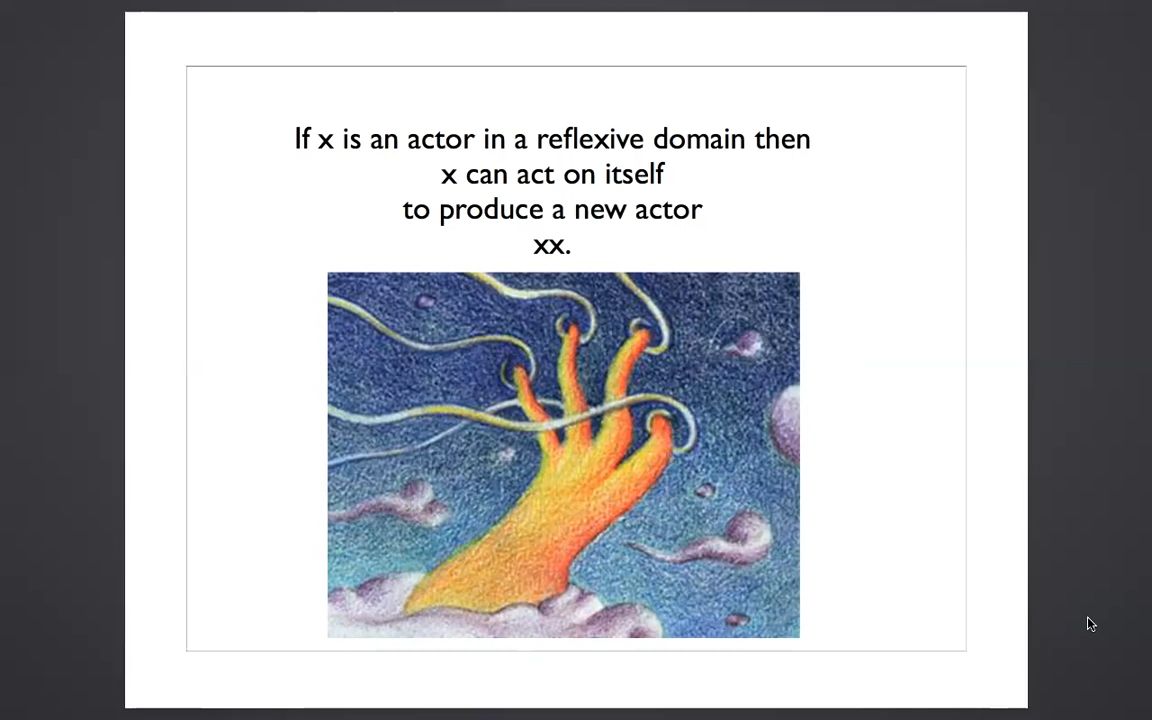 If x is an actor in a reflexive domain then
x can act on itself
to produce a new actor
xx.